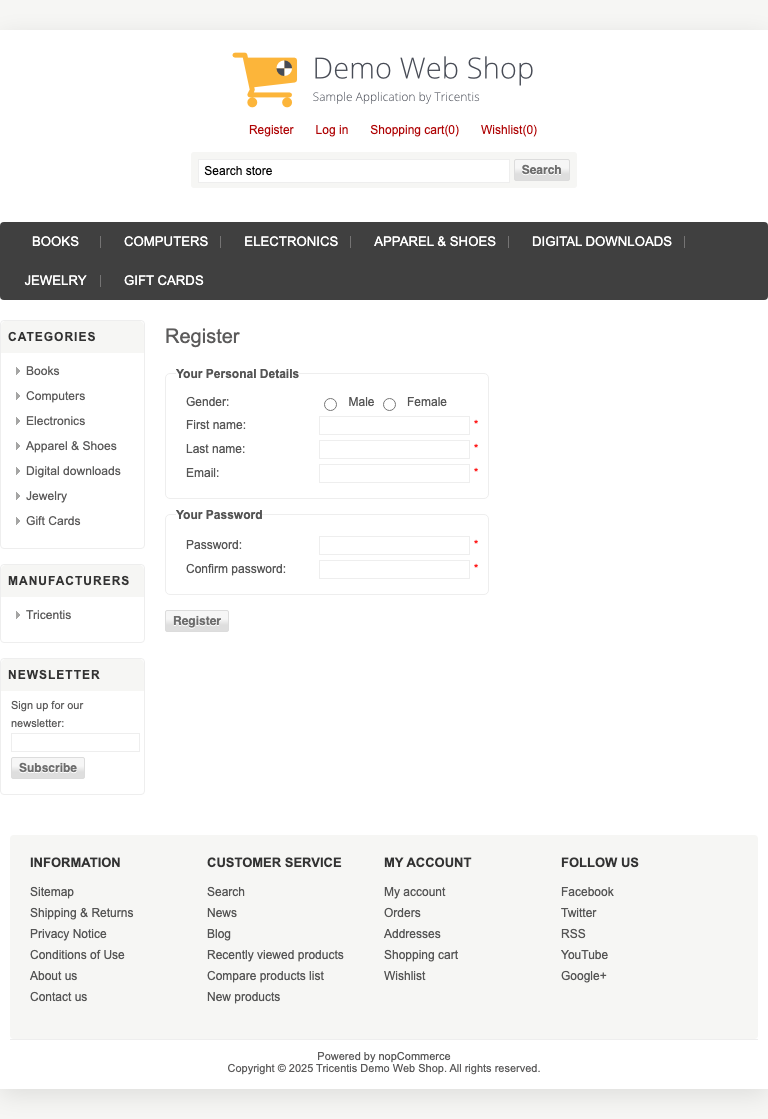 Demo Web Shop
Sample Application by Tricentis
Register Log in Shopping cart(0) Wishlist(0)
Search store Search
BOOKS COMPUTERS ELECTRONICS APPAREL & SHOES DIGITAL DOWNLOADS
JEWELRY GIFT CARDS
CATEGORIES
Books
Computers
Electronics
Apparel & Shoes
Digital downloads
Jewelry
Gift Cards
MANUFACTURERS
Tricentis
NEWSLETTER
Sign up for our
newsletter:
Subscribe
Register
Your Personal Details
Gender: Male Female
First name: *
Last name: *
Email: *
Your Password
Password: *
Confirm password: *
Register
INFORMATION
Sitemap
Shipping & Returns
Privacy Notice
Conditions of Use
About us
Contact us
CUSTOMER SERVICE
Search
News
Blog
Recently viewed products
Compare products list
New products
MY ACCOUNT
My account
Orders
Addresses
Shopping cart
Wishlist
FOLLOW US
Facebook
Twitter
RSS
YouTube
Google+
Powered by nopCommerce
Copyright © 2025 Tricentis Demo Web Shop. All rights reserved.